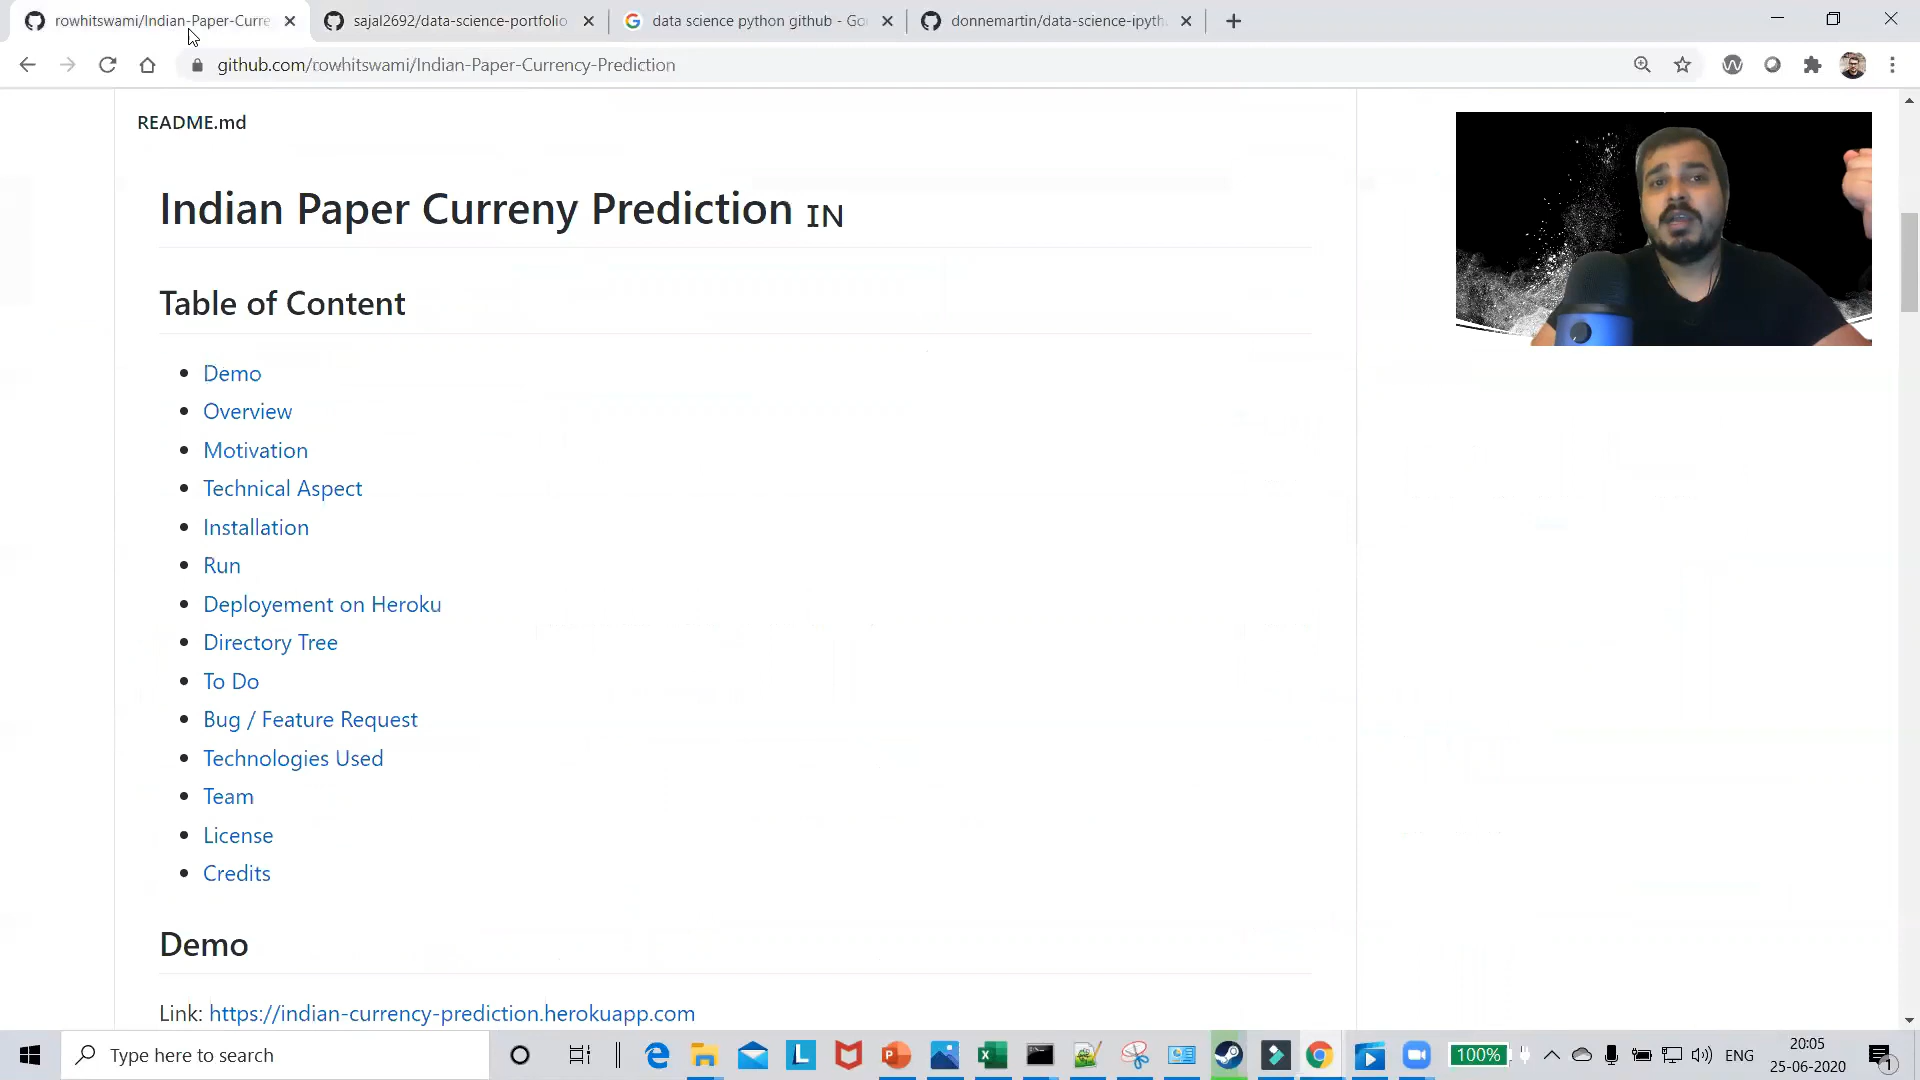 rowhitswami/Indian-Paper-Curre
sajal2692/data-science-portfolio
data science python github - Go
donnemartin/data-science-ipyth
github.com/rowhitswami/Indian-Paper-Currency-Prediction
README.md
Indian Paper Curreny Prediction IN
Table of Content
Demo
Overview
Motivation
Technical Aspect
Installation
Run
Deployement on Heroku
Directory Tree
To Do
Bug / Feature Request
Technologies Used
Team
License
Credits
Demo
Link: https://indian-currency-prediction.herokuapp.com
Type here to search
100%
ENG
20:05
25-06-2020
1